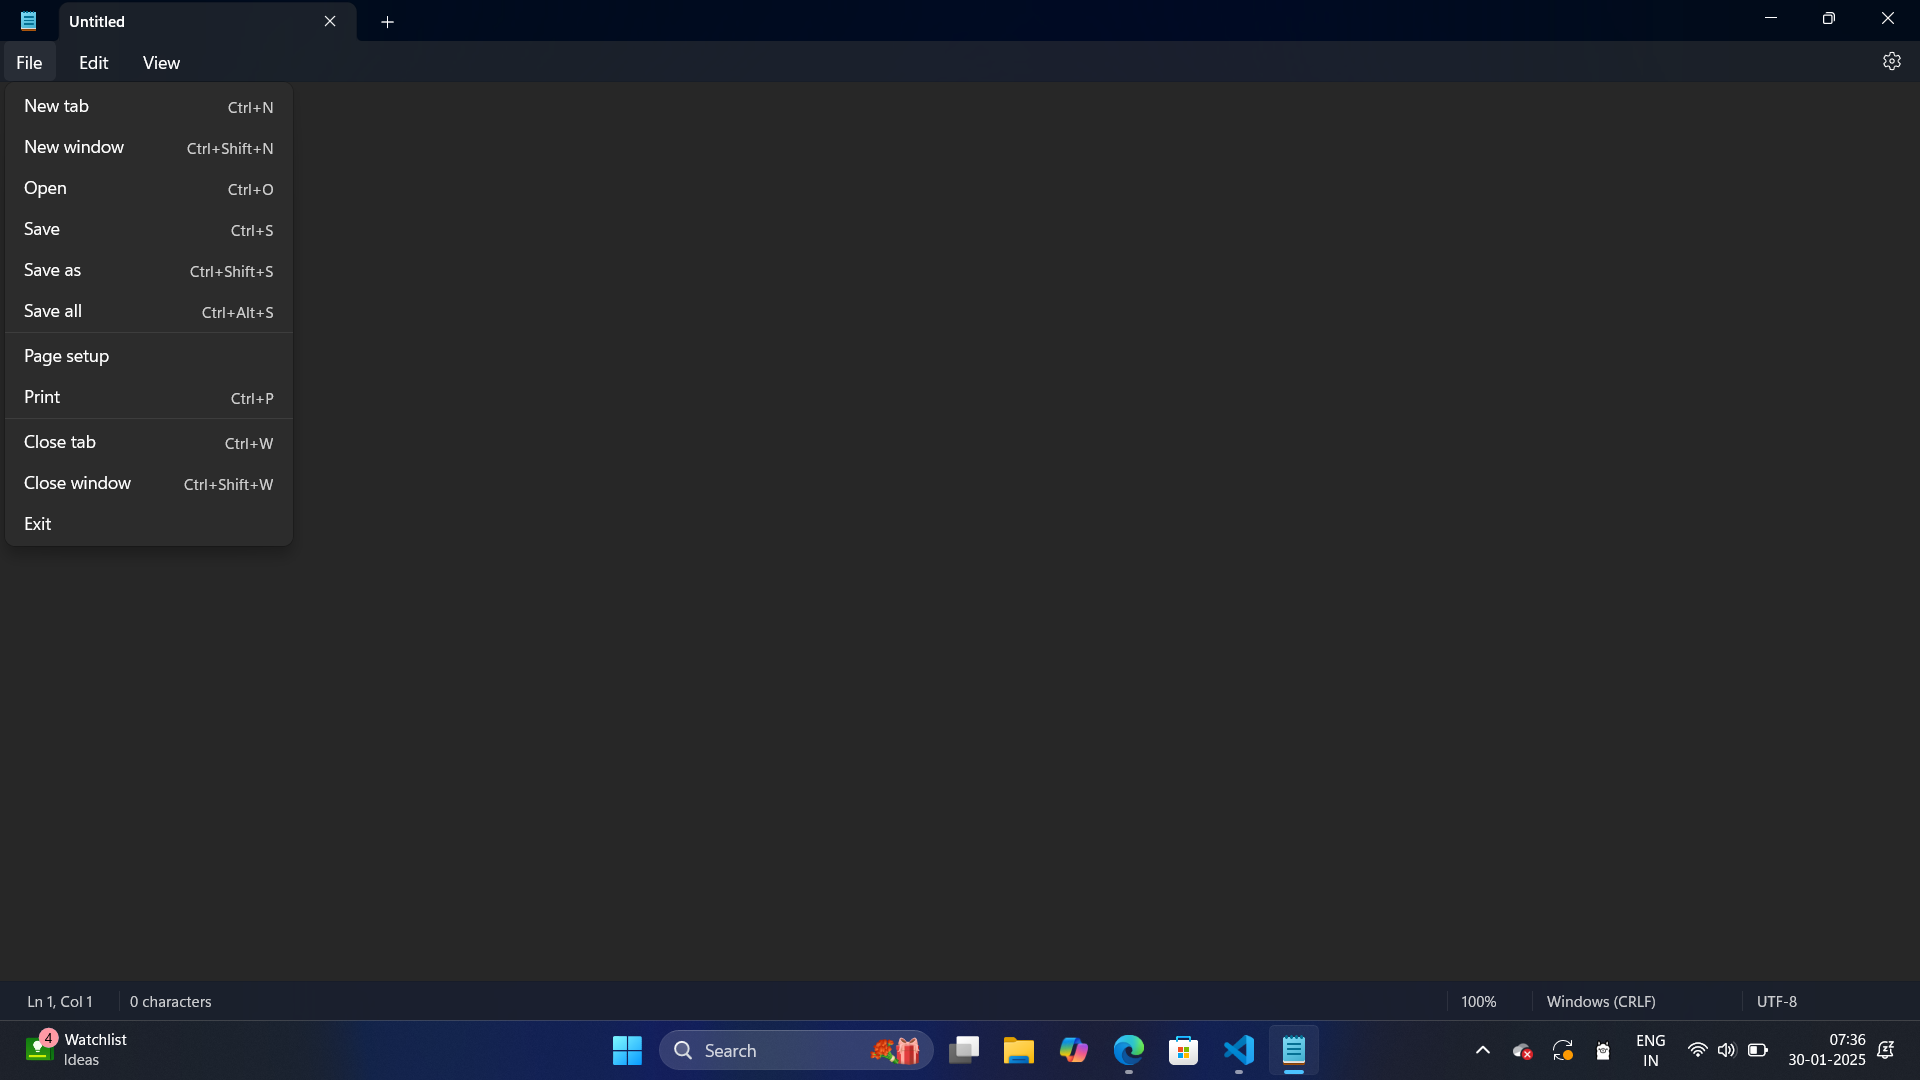 Untitled
File Edit View
New tab Ctrl+N
New window Ctrl+Shift+N
Open Ctrl+O
Save Ctrl+S
Save as Ctrl+Shift+S
Save all Ctrl+Alt+S
Page setup
Print Ctrl+P
Close tab Ctrl+W
Close window Ctrl+Shift+W
Exit
Ln 1, Col 1 0 characters 100% Windows (CRLF) UTF-8
4 Watchlist
Ideas
Search
ENG
IN
07:36
30-01-2025